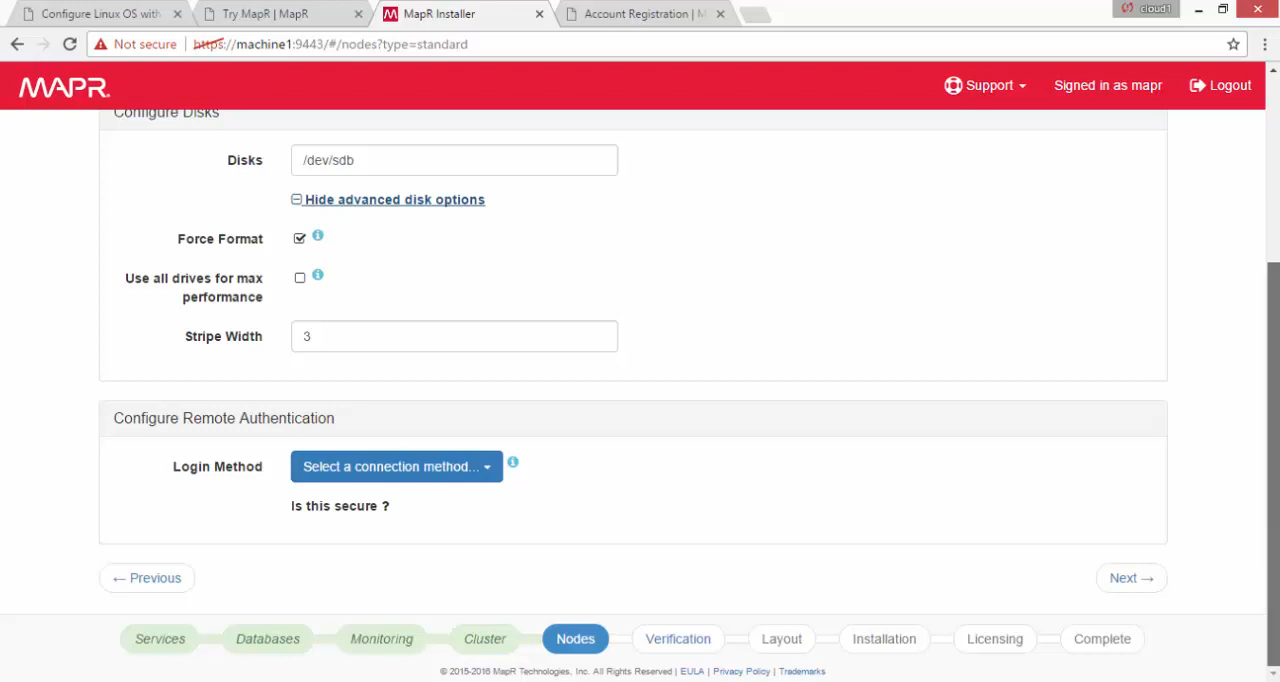 Configure Linux OS with
Try MapR | MapR
MapR Installer
Account Registration | M
cloud1
Not secure | https://machine1:9443/#/nodes?type=standard
MAPR.
Support
Signed in as mapr
Logout
Configure Disks
Disks
/dev/sdb
Hide advanced disk options
Force Format
Use all drives for max
performance
Stripe Width
3
Configure Remote Authentication
Login Method
Select a connection method...
Is this secure ?
← Previous
Next →
Services
Databases
Monitoring
Cluster
Nodes
Verification
Layout
Installation
Licensing
Complete
© 2015-2016 MapR Technologies, Inc. All Rights Reserved | EULA | Privacy Policy | Trademarks